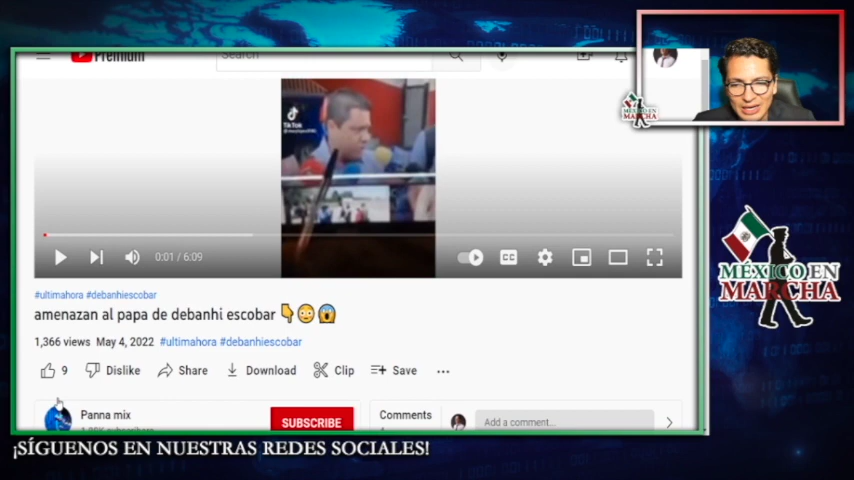 Premium
Search
MÉXICO EN
MARCHA
TikTok
0:01 / 6:09
CC
#ultimahora #debanhiescobar
amenazan al papa de debanhi escobar 👇😳😱
1,366 views May 4, 2022 #ultimahora #debanhiescobar
9 Dislike Share Download Clip Save ...
Panna mix
SUBSCRIBE
Comments
Add a comment...
MÉXICO EN
MARCHA
¡SÍGUENOS EN NUESTRAS REDES SOCIALES!